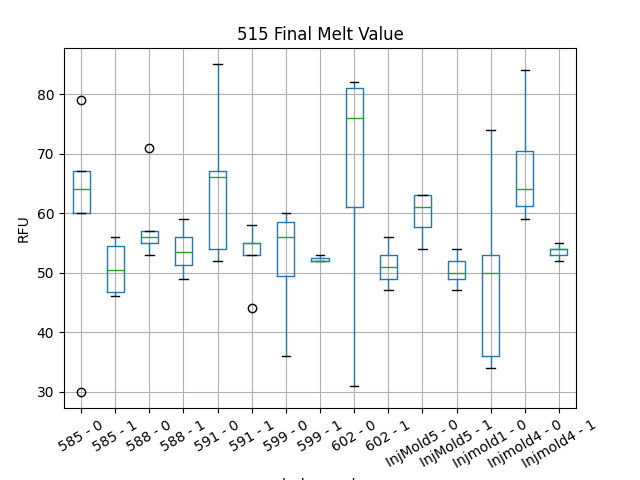 515 Final Melt Value
RFU
80
70
60
50
40
30
585 - 0
585 - 1
588 - 0
588 - 1
591 - 0
591 - 1
599 - 0
599 - 1
602 - 0
602 - 1
InjMold5 - 0
InjMold5 - 1
Injmold1 - 0
Injmold4 - 0
Injmold4 - 1